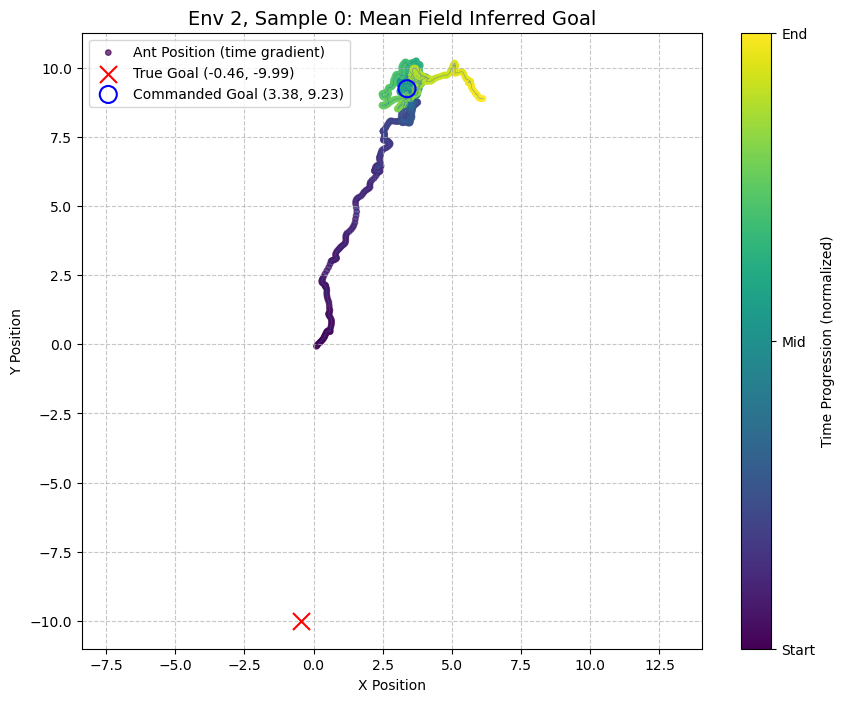 Env 2, Sample 0: Mean Field Inferred Goal
Ant Position (time gradient)
True Goal (-0.46, -9.99)
Commanded Goal (3.38, 9.23)
10.0
7.5
5.0
2.5
0.0
−2.5
−5.0
−7.5
−10.0
Y Position
−7.5 −5.0 −2.5 0.0 2.5 5.0 7.5 10.0 12.5
X Position
End
Mid
Start
Time Progression (normalized)